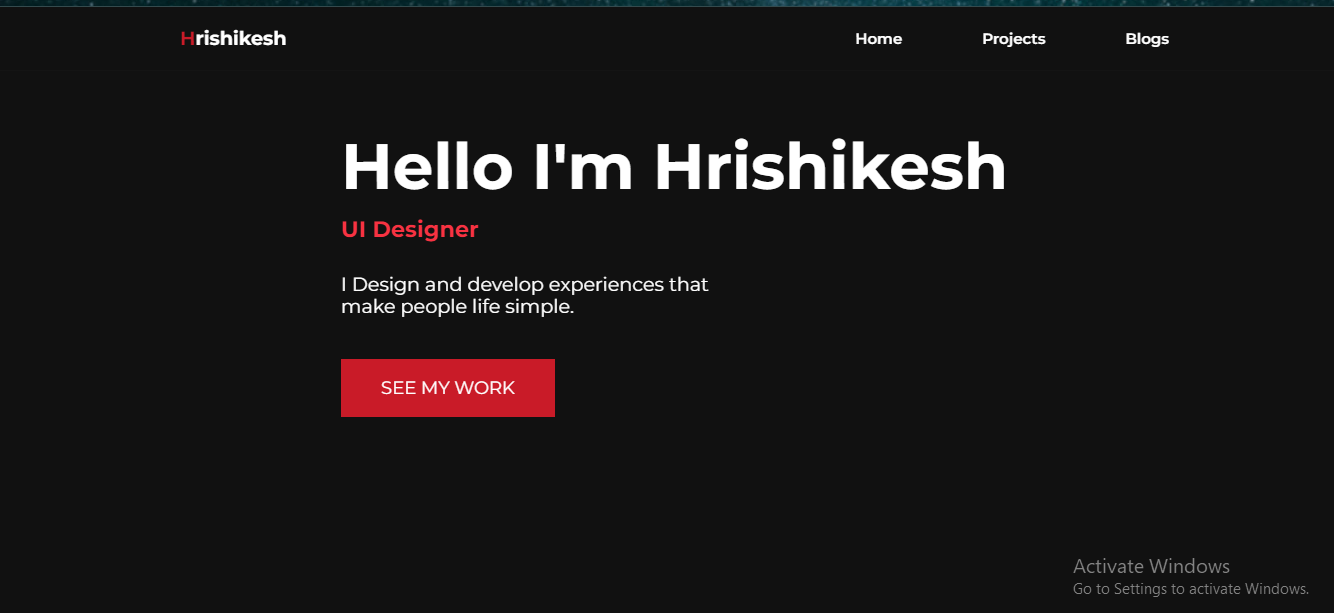 Hrishikesh
Home
Projects
Blogs
Hello I'm Hrishikesh
UI Designer
I Design and develop experiences that
make people life simple.
SEE MY WORK
Activate Windows
Go to Settings to activate Windows.